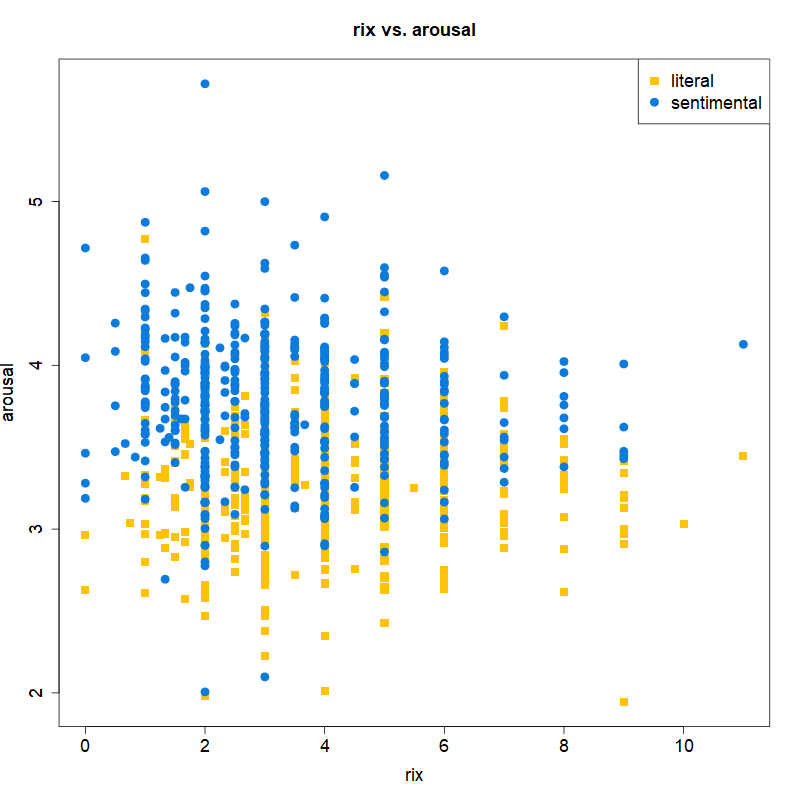 rix vs. arousal
literal
sentimental
5
4
3
2
arousal
0 2 4 6 8 10
rix